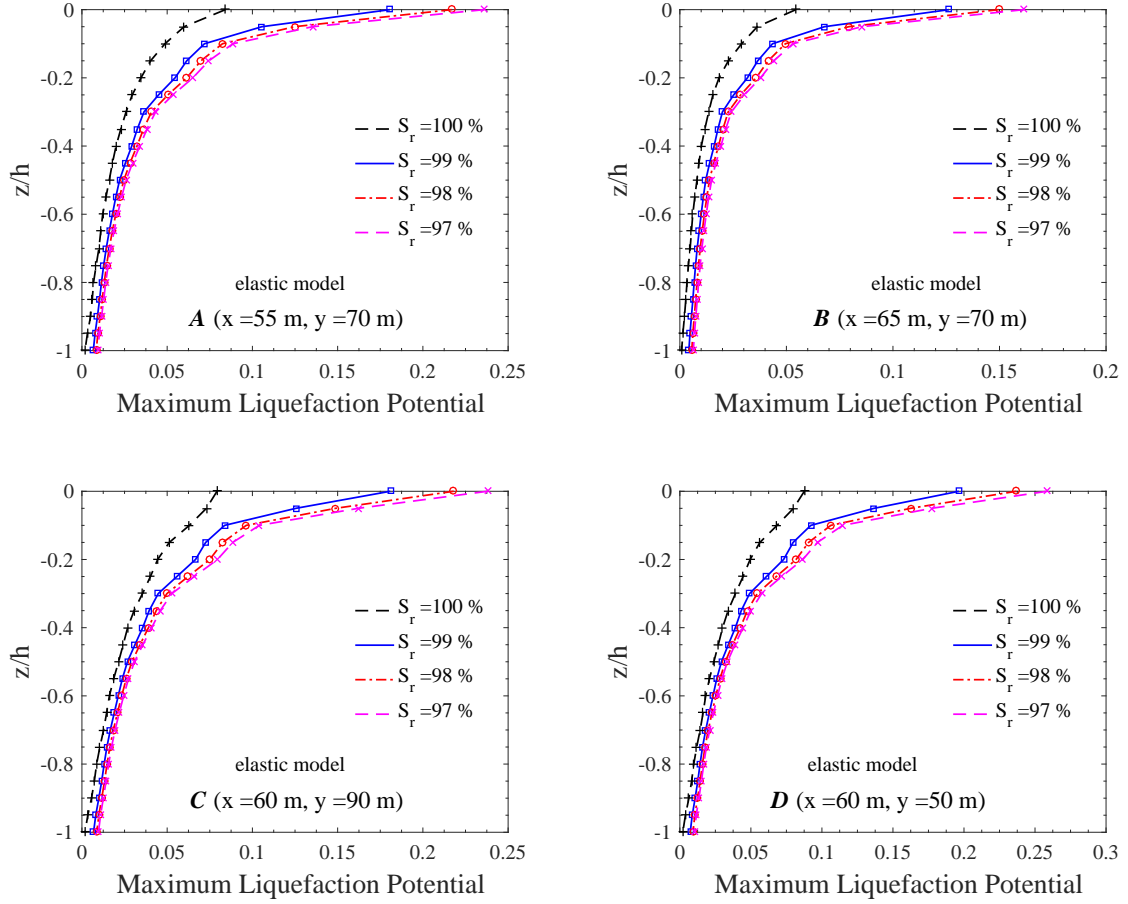 0
-0.2
-0.4
-0.6
-0.8
-1
z/h
S_r =100 %
S_r =99 %
S_r =98 %
S_r =97 %
elastic model
A (x =55 m, y =70 m)
0 0.05 0.1 0.15 0.2 0.25
Maximum Liquefaction Potential
0
-0.2
-0.4
-0.6
-0.8
-1
z/h
S_r =100 %
S_r =99 %
S_r =98 %
S_r =97 %
elastic model
B (x =65 m, y =70 m)
0 0.05 0.1 0.15 0.2
Maximum Liquefaction Potential
0
-0.2
-0.4
-0.6
-0.8
-1
z/h
S_r =100 %
S_r =99 %
S_r =98 %
S_r =97 %
elastic model
C (x =60 m, y =90 m)
0 0.05 0.1 0.15 0.2 0.25
Maximum Liquefaction Potential
0
-0.2
-0.4
-0.6
-0.8
-1
z/h
S_r =100 %
S_r =99 %
S_r =98 %
S_r =97 %
elastic model
D (x =60 m, y =50 m)
0 0.05 0.1 0.15 0.2 0.25 0.3
Maximum Liquefaction Potential